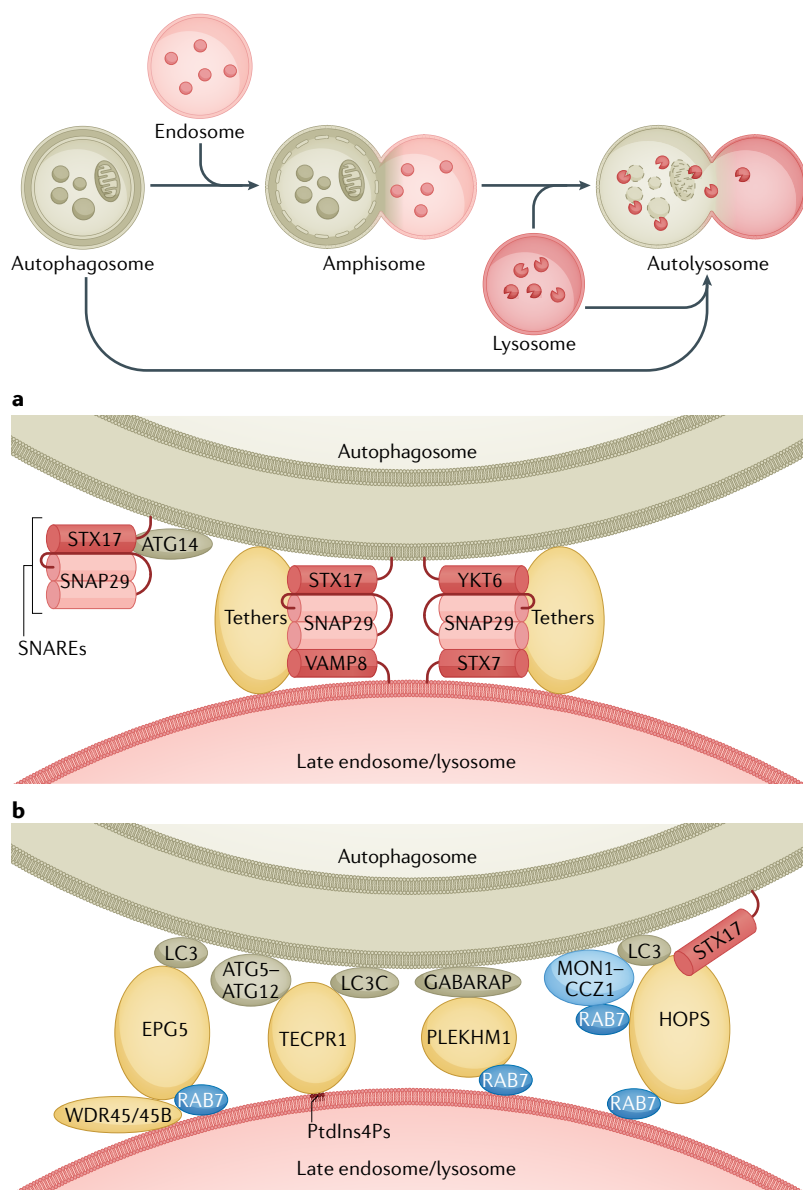 Endosome
Autophagosome
Amphisome
Autolysosome
Lysosome
a
Autophagosome
STX17
ATG14
SNAP29
SNAREs
Tethers
STX17
SNAP29
VAMP8
YKT6
SNAP29
STX7
Tethers
Late endosome/lysosome
b
Autophagosome
LC3
EPG5
WDR45/45B
RAB7
ATG5–
ATG12
LC3C
TECPR1
PtdIns4Ps
GABARAP
PLEKHM1
RAB7
MON1–
CCZ1
RAB7
LC3
STX17
HOPS
RAB7
Late endosome/lysosome